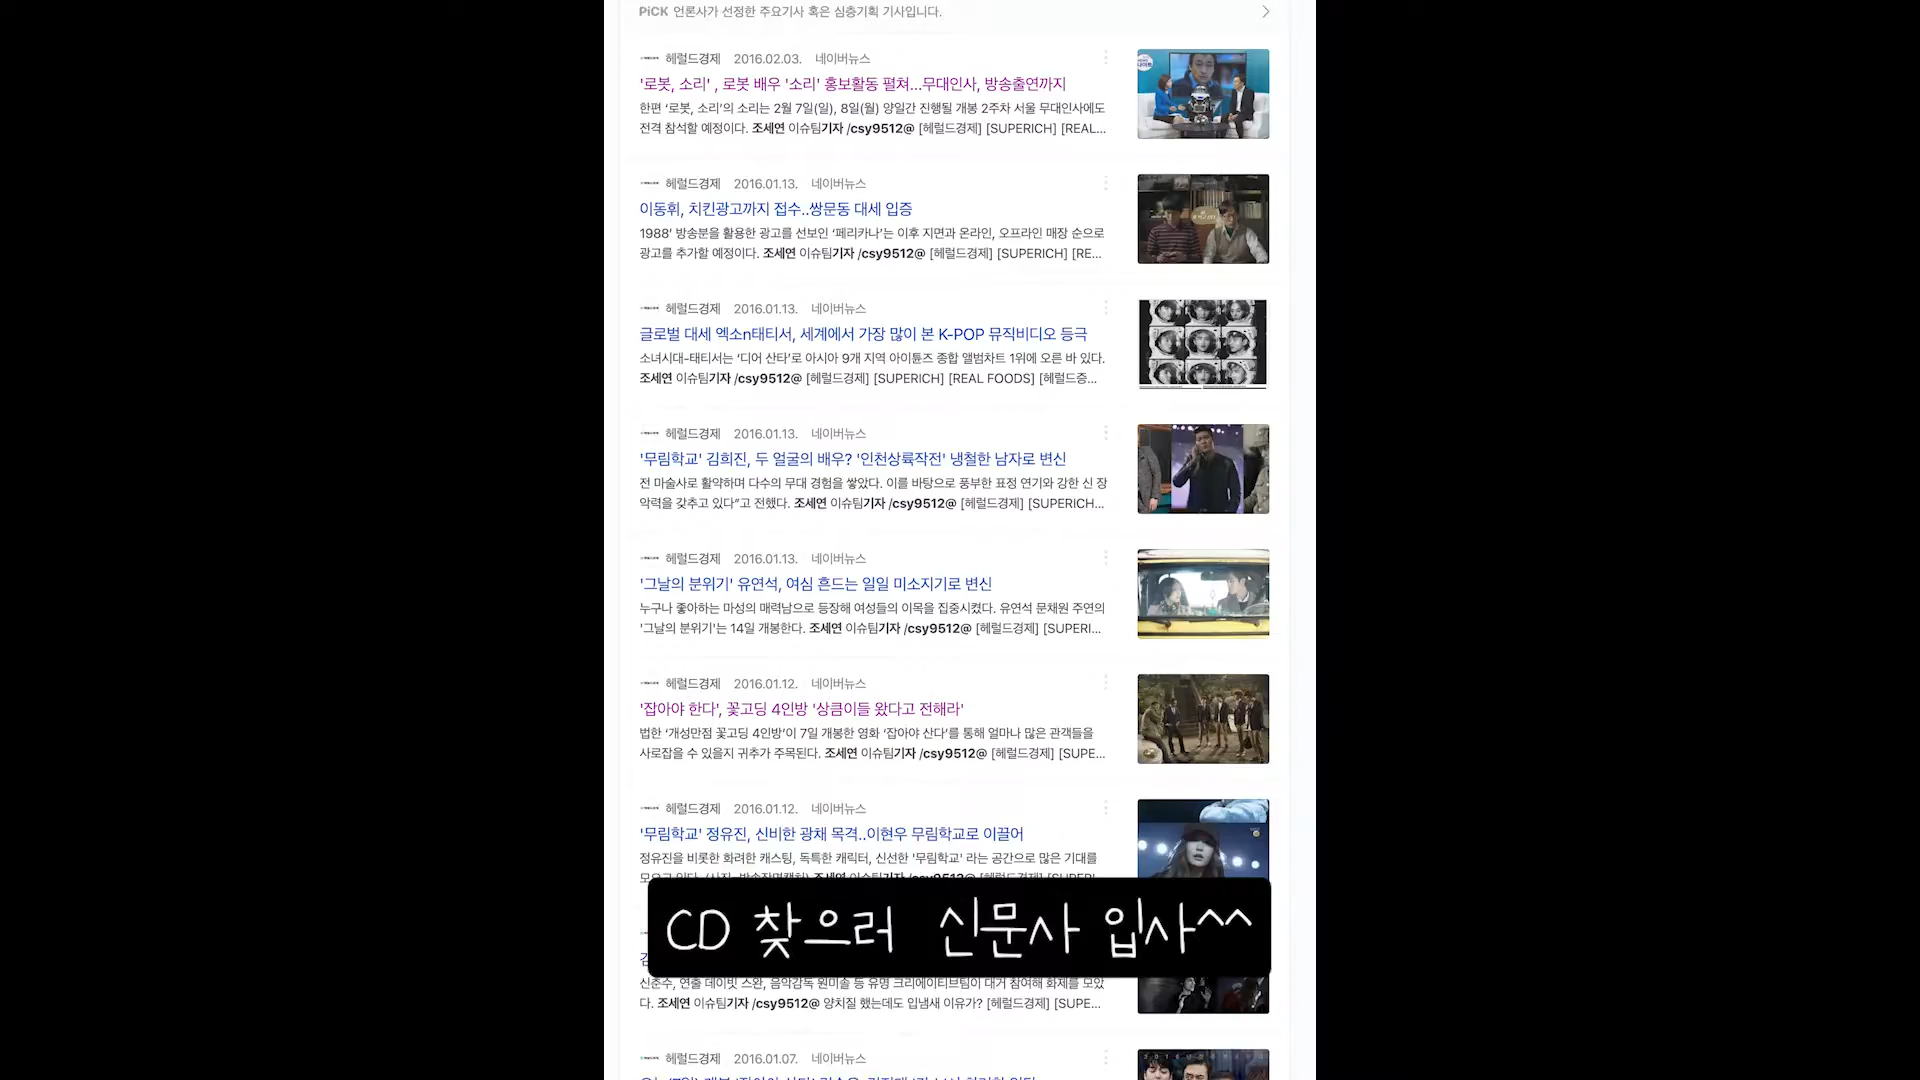 PiCK 언론사가 선정한 주요기사 혹은 심층기획 기사입니다.
헤럴드경제 2016.02.03. 네이버뉴스
'로봇, 소리' , 로봇 배우 '소리' 홍보활동 펼쳐...무대인사, 방송출연까지
한편 '로봇, 소리'의 소리는 2월 7일(일), 8일(월) 양일간 진행될 개봉 2주차 서울 무대인사에도
전격 참석할 예정이다. 조세연 이슈팀기자 /csy9512@ [헤럴드경제] [SUPERICH] [REAL...
헤럴드경제 2016.01.13. 네이버뉴스
이동휘, 치킨광고까지 접수..쌍문동 대세 입증
1988' 방송분을 활용한 광고를 선보인 '페리카나'는 이후 지면과 온라인, 오프라인 매장 순으로
광고를 추가할 예정이다. 조세연 이슈팀기자 /csy9512@ [헤럴드경제] [SUPERICH] [RE...
헤럴드경제 2016.01.13. 네이버뉴스
글로벌 대세 엑소n태티서, 세계에서 가장 많이 본 K-POP 뮤직비디오 등극
소녀시대-태티서는 '디어 산타'로 아시아 9개 지역 아이튠즈 종합 앨범차트 1위에 오른 바 있다.
조세연 이슈팀기자 /csy9512@ [헤럴드경제] [SUPERICH] [REAL FOODS] [헤럴드증...
헤럴드경제 2016.01.13. 네이버뉴스
'무림학교' 김희진, 두 얼굴의 배우? '인천상륙작전' 냉철한 남자로 변신
전 마술사로 활약하며 다수의 무대 경험을 쌓았다. 이를 바탕으로 풍부한 표정 연기와 강한 신 장
악력을 갖추고 있다"고 전했다. 조세연 이슈팀기자 /csy9512@ [헤럴드경제] [SUPERICH...
헤럴드경제 2016.01.13. 네이버뉴스
'그날의 분위기' 유연석, 여심 흔드는 일일 미소지기로 변신
누구나 좋아하는 마성의 매력남으로 등장해 여성들의 이목을 집중시켰다. 유연석 문채원 주연의
'그날의 분위기'는 14일 개봉한다. 조세연 이슈팀기자 /csy9512@ [헤럴드경제] [SUPERI...
헤럴드경제 2016.01.12. 네이버뉴스
'잡아야 한다', 꽃고딩 4인방 '상큼이들 왔다고 전해라'
법한 '개성만점 꽃고딩 4인방'이 7일 개봉한 영화 '잡아야 산다'를 통해 얼마나 많은 관객들을
사로잡을 수 있을지 귀추가 주목된다. 조세연 이슈팀기자 /csy9512@ [헤럴드경제] [SUPE...
헤럴드경제 2016.01.12. 네이버뉴스
'무림학교' 정유진, 신비한 광채 목격..이현우 무림학교로 이끌어
정유진을 비롯한 화려한 캐스팅, 독특한 캐릭터, 신선한 '무림학교' 라는 공간으로 많은 기대를
CD 찾으러 신문사 입사^^
신춘수, 연출 데이빗 스완, 음악감독 원미솔 등 유명 크리에이티브팀이 대거 참여해 화제를 모았
다. 조세연 이슈팀기자 /csy9512@ 양치질 했는데도 입냄새 이유가? [헤럴드경제] [SUPE...
헤럴드경제 2016.01.07. 네이버뉴스